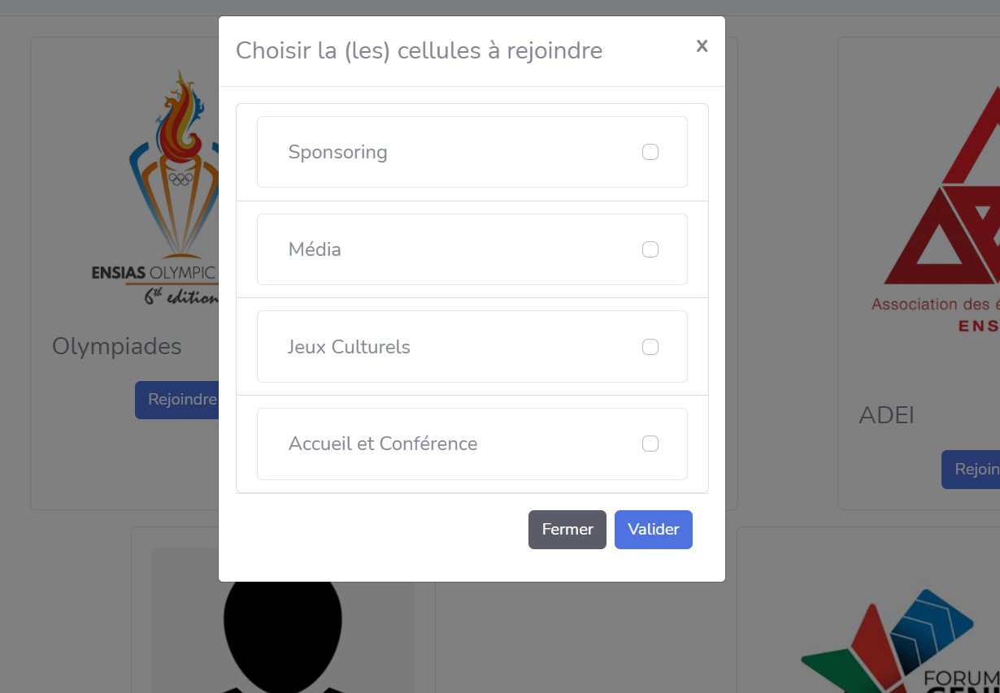 Choisir la (les) cellules à rejoindre
x
Sponsoring
Média
Jeux Culturels
Accueil et Conférence
Fermer
Valider
ENSIAS OLYMPIC
6th edition
Olympiades
Rejoindre
Association des
ENS
ADEI
Rejoin
FORUM